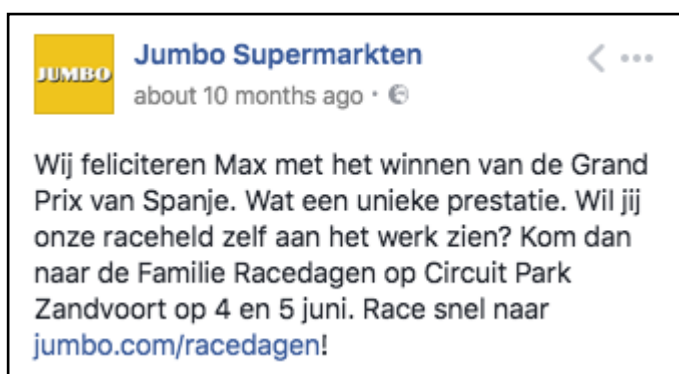 JUMBO
Jumbo Supermarkten
about 10 months ago ·
Wij feliciteren Max met het winnen van de Grand
Prix van Spanje. Wat een unieke prestatie. Wil jij
onze raceheld zelf aan het werk zien? Kom dan
naar de Familie Racedagen op Circuit Park
Zandvoort op 4 en 5 juni. Race snel naar
jumbo.com/racedagen!